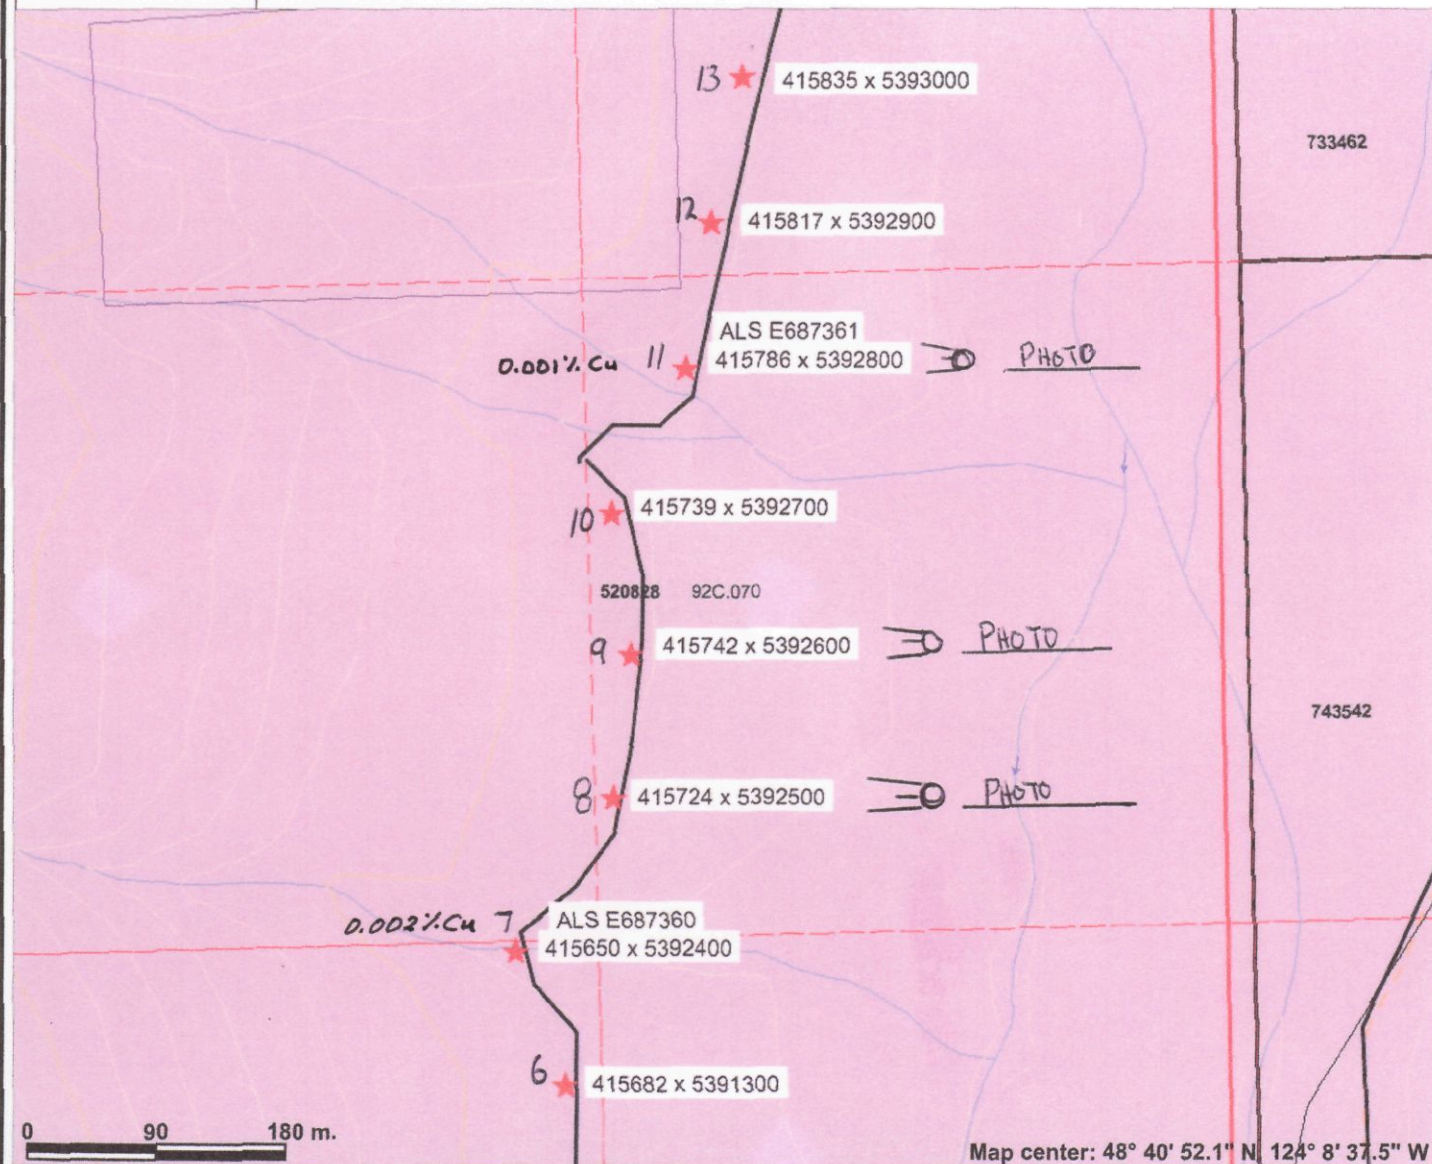 13 415835 x 5393000
733462
12 415817 x 5392900
ALS E687361
0.001% Cu 11 415786 x 5392800 PHOTO
10 415739 x 5392700
520828 92C.070
9 415742 x 5392600 PHOTO
743542
8 415724 x 5392500 PHOTO
0.002% Cu 7 ALS E687360
415650 x 5392400
6 415682 x 5391300
0 90 180 m.
Map center: 48° 40' 52.1" N, 124° 8' 37.5" W